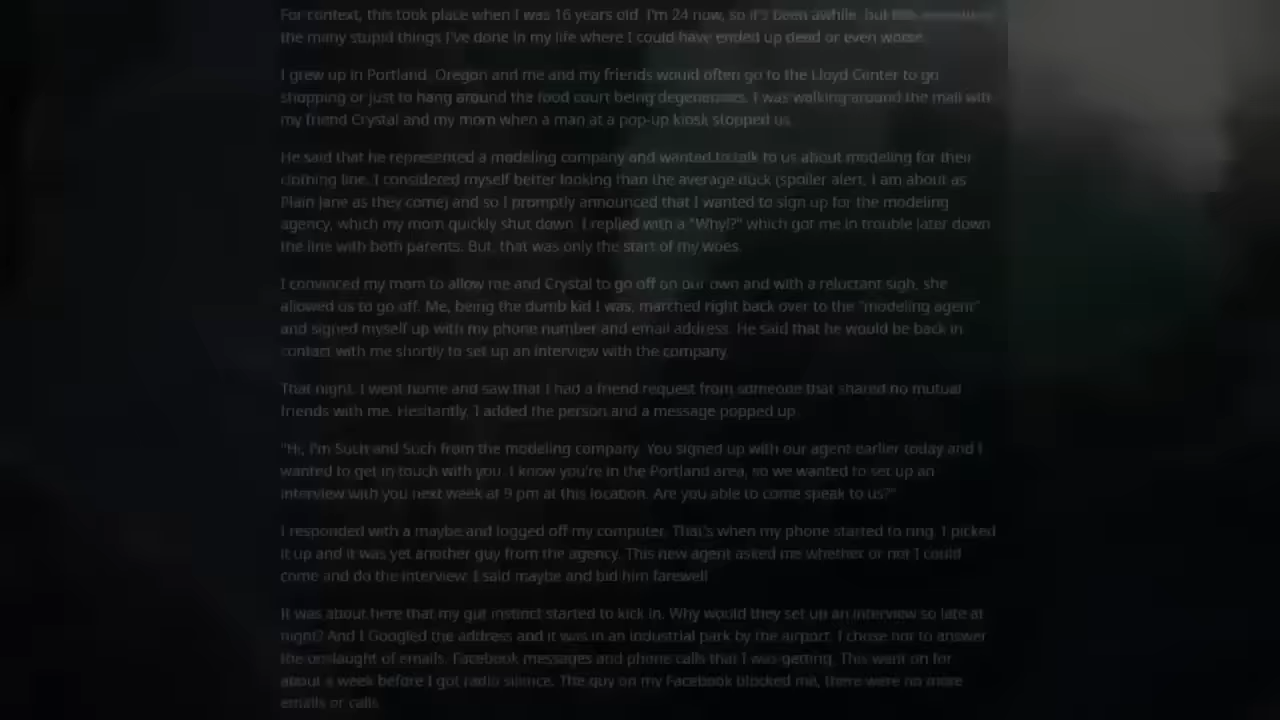 For context, this took place when I was 16 years old. I'm 24 now, so it's been awhile, but
the many stupid things I've done in my life where I could have ended up dead or even worse.
I grew up in Portland, Oregon and me and my friends would often go to the Lloyd Center to go
shopping or just to hang around the food court being degenerates. I was walking around the mall with
my friend Crystal and my mom when a man at a pop-up kiosk stopped us.
He said that he represented a modeling company and wanted to talk to us about modeling for their
clothing line. I considered myself better looking than the average duck (spoiler alert, I am about as
Plain Jane as they come) and so I promptly announced that I wanted to sign up for the modeling
agency, which my mom quickly shut down. I replied with a "Why!?" which got me in trouble later down
the line with both parents. But, that was only the start of my woes.
I convinced my mom to allow me and Crystal to go off on our own and with a reluctant sigh, she
allowed us to go off. Me, being the dumb kid I was, marched right back over to the "modeling agent"
and signed myself up with my phone number and email address. He said that he would be back in
contact with me shortly to set up an interview with the company.
That night, I went home and saw that I had a friend request from someone that shared no mutual
friends with me. Hesitantly, I added the person and a message popped up.
"Hi, I'm Such and Such from the modeling company. You signed up with our agent earlier today and I
wanted to get in touch with you. I know you're in the Portland area, so we wanted to set up an
interview with you next week at 9 pm at this location. Are you able to come speak to us?"
I responded with a maybe and logged off my computer. That's when my phone started to ring. I picked
it up and it was yet another guy from the agency. This new agent asked me whether or not I could
come and do the interview. I said maybe and bid him farewell.
It was about here that my gut instinct started to kick in. Why would they set up an interview so late at
night? And I Googled the address and it was in an industrial park by the airport. I chose not to answer
the onslaught of emails, Facebook messages and phone calls that I was getting. This went on for
about a week before I got radio silence. The guy on my Facebook blocked me, there were no more
emails or calls.